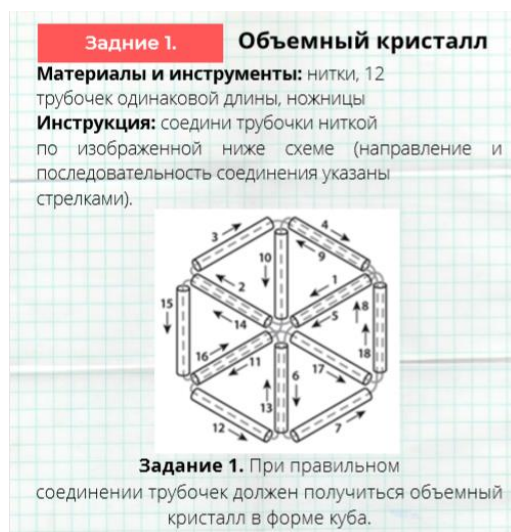 Задние 1.
Объемный кристалл
Материалы и инструменты: нитки, 12
трубочек одинаковой длины, ножницы
Инструкция: соедини трубочки ниткой
по изображенной ниже схеме (направление и
последовательность соединения указаны
стрелками).
3 4
10 9
2 1
15 14 5 8
16 11 17 18
13 6
12 7
Задание 1. При правильном
соединении трубочек должен получиться объемный
кристалл в форме куба.